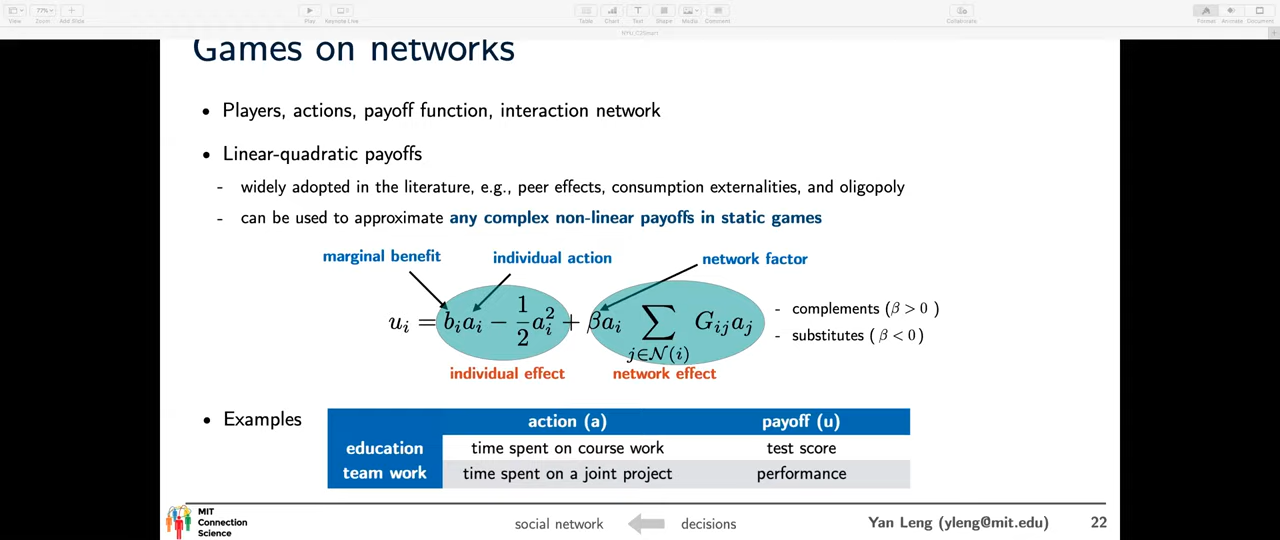 View 77% Zoom Add Slide Play Keynote Live Table Chart Text Shape Media Comment Collaborate Format Animate Document
NYU_C2Smart
Games on networks
• Players, actions, payoff function, interaction network
• Linear-quadratic payoffs
- widely adopted in the literature, e.g., peer effects, consumption externalities, and oligopoly
- can be used to approximate any complex non-linear payoffs in static games
marginal benefit individual action network factor
u_i = b_i a_i − 1/2 a_i^2 + β a_i ∑_{j∈N(i)} G_{ij} a_j
- complements (β > 0 )
- substitutes ( β < 0 )
individual effect network effect
• Examples
action (a) payoff (u)
education time spent on course work test score
team work time spent on a joint project performance
MIT
Connection
Science
social network decisions
Yan Leng (yleng@mit.edu) 22